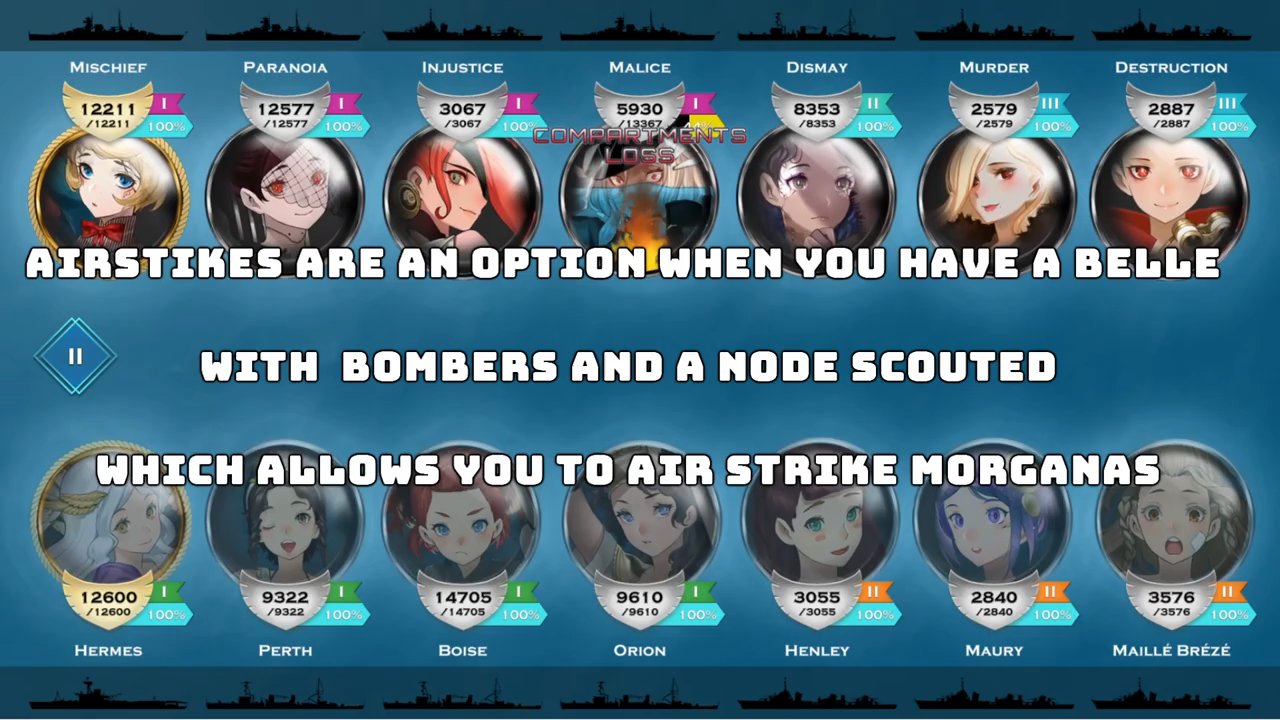 MISCHIEF PARANOIA INJUSTICE MALICE DISMAY MURDER DESTRUCTION
12211 I 12577 I 3067 I 5930 I 8353 II 2579 III 2887 III
/12211 100% /12577 100% /3067 100% /13367 /8353 100% /2579 100% /2887 100%
COMPARTMENTS
LOSS
AIRSTIKES ARE AN OPTION WHEN YOU HAVE A BELLE
WITH BOMBERS AND A NODE SCOUTED
WHICH ALLOWS YOU TO AIR STRIKE MORGANAS
12600 I 9322 I 14705 I 9610 I 3055 II 2840 II 3576 II
/12600 100% /9322 100% /14705 100% /9610 100% /3055 100% /2840 100% /3576 100%
HERMES PERTH BOISE ORION HENLEY MAURY MAILLÉ BRÉZÉ